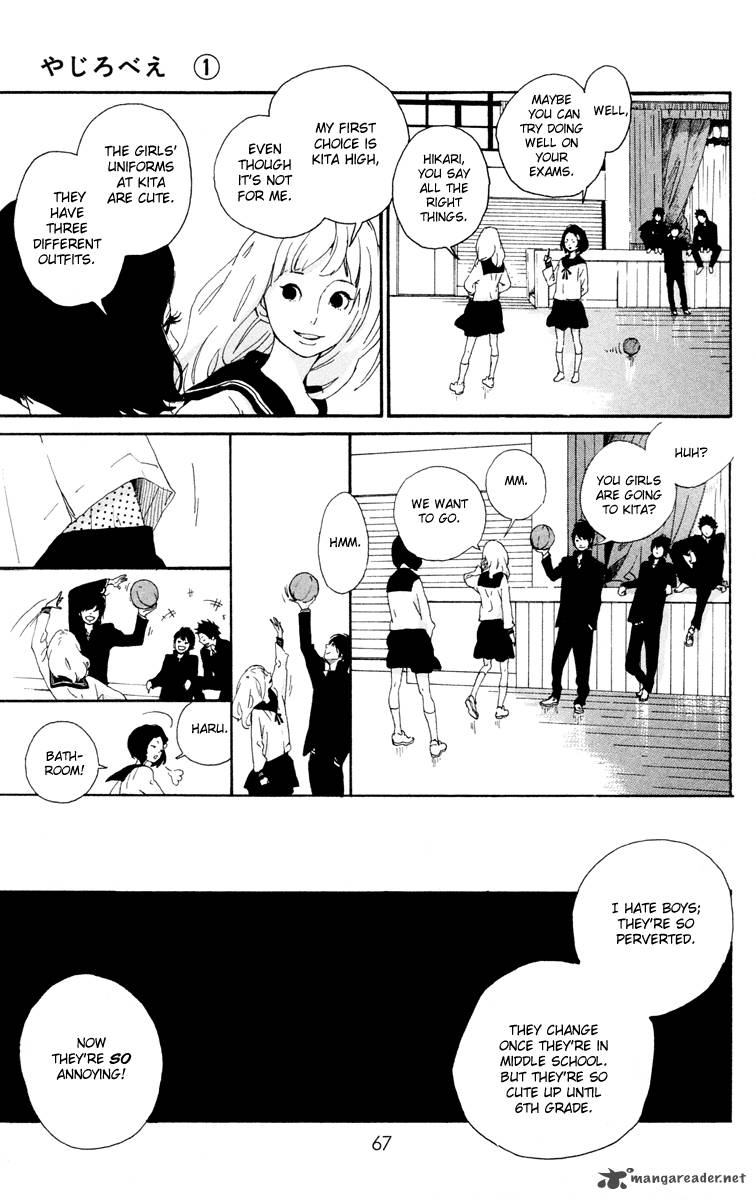 やじろべえ ①
WELL,
MAYBE
YOU CAN
TRY DOING
WELL ON
YOUR
EXAMS.
HIKARI,
YOU SAY
ALL THE
RIGHT
THINGS.
MY FIRST
CHOICE IS
KITA HIGH,
EVEN
THOUGH
IT'S NOT
FOR ME.
THE GIRLS'
UNIFORMS
AT KITA
ARE CUTE.
THEY
HAVE
THREE
DIFFERENT
OUTFITS.
HUH?
YOU GIRLS
ARE GOING
TO KITA?
MM.
WE WANT
TO GO.
HMM.
HARU.
BATH-
ROOM!
I HATE BOYS;
THEY'RE SO
PERVERTED.
THEY CHANGE
ONCE THEY'RE IN
MIDDLE SCHOOL.
BUT THEY'RE SO
CUTE UP UNTIL
6TH GRADE.
NOW
THEY'RE SO
ANNOYING!
67
mangareader.net